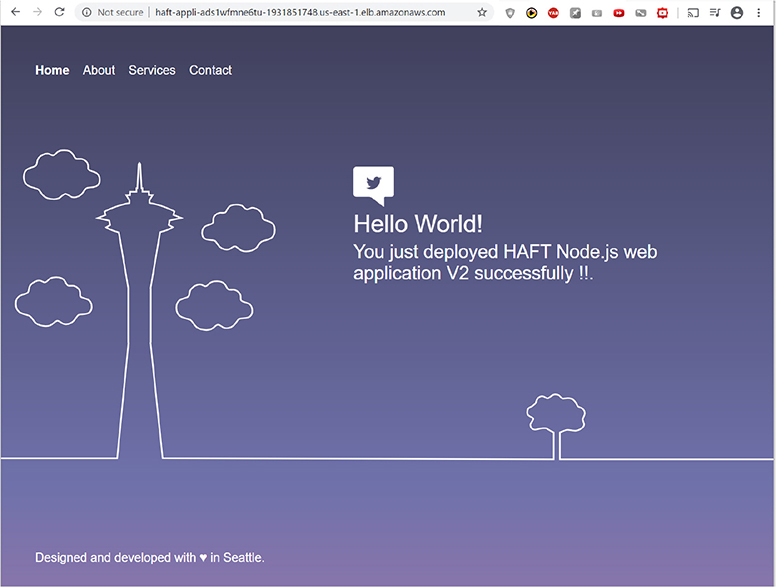 Not secure | haft-appli-ads1wfmne6tu-1931851748.us-east-1.elb.amazonaws.com
Home About Services Contact
Hello World!
You just deployed HAFT Node.js web
application V2 successfully !!.
Designed and developed with ♥ in Seattle.